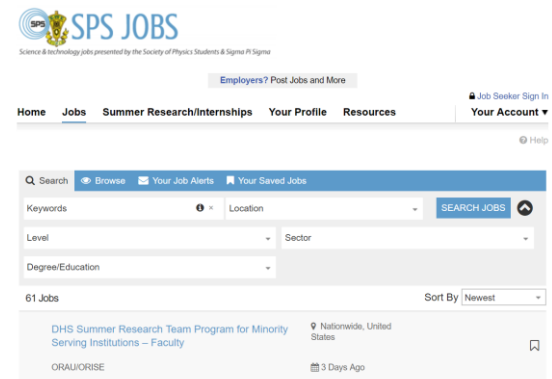 SPS
SPS JOBS
Science & technology jobs presented by the Society of Physics Students & Sigma Pi Sigma
Employers? Post Jobs and More
Job Seeker Sign In
Home Jobs Summer Research/Internships Your Profile Resources Your Account
Help
Search Browse Your Job Alerts Your Saved Jobs
Keywords Location SEARCH JOBS
Level Sector
Degree/Education
61 Jobs Sort By Newest
DHS Summer Research Team Program for Minority Serving Institutions – Faculty
Nationwide, United States
ORAU/ORISE 3 Days Ago